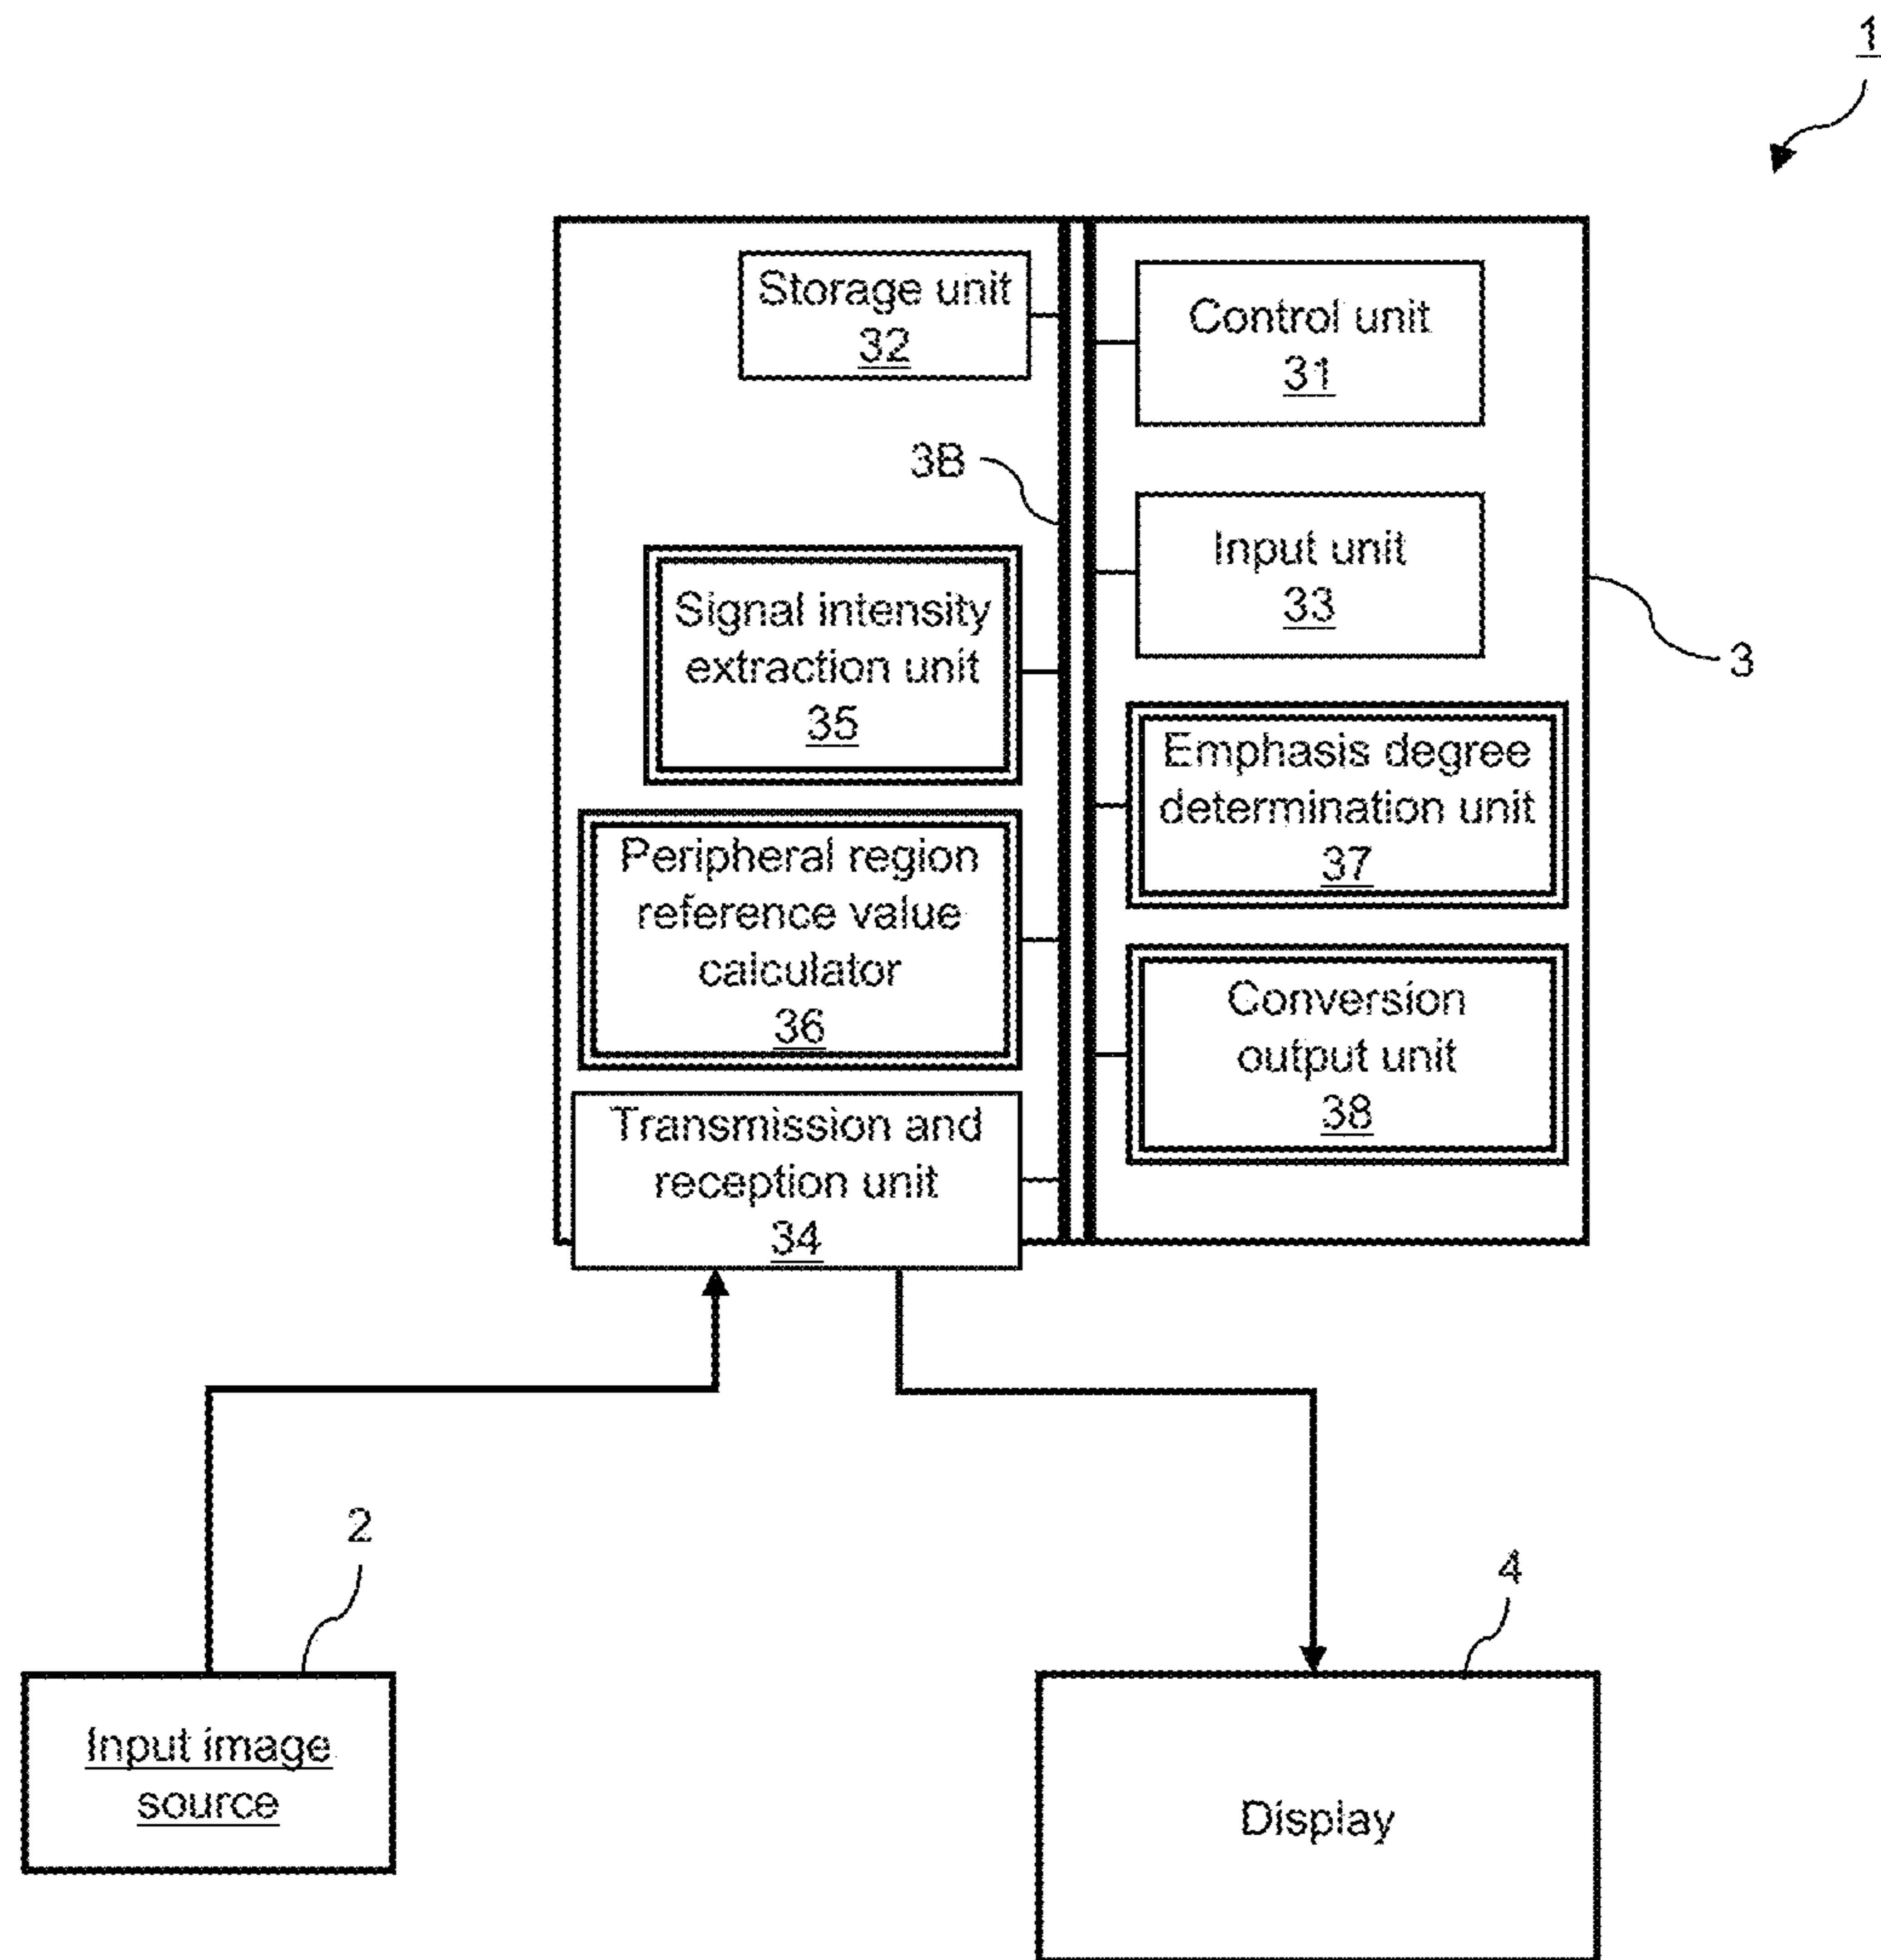 1
Storage unit
32
Control unit
31
3B
Input unit
33
Signal intensity
extraction unit
35
3
Emphasis degree
determination unit
37
Peripheral region
reference value
calculator
36
Conversion
output unit
38
Transmission and
reception unit
34
2
4
Input image
source
Display